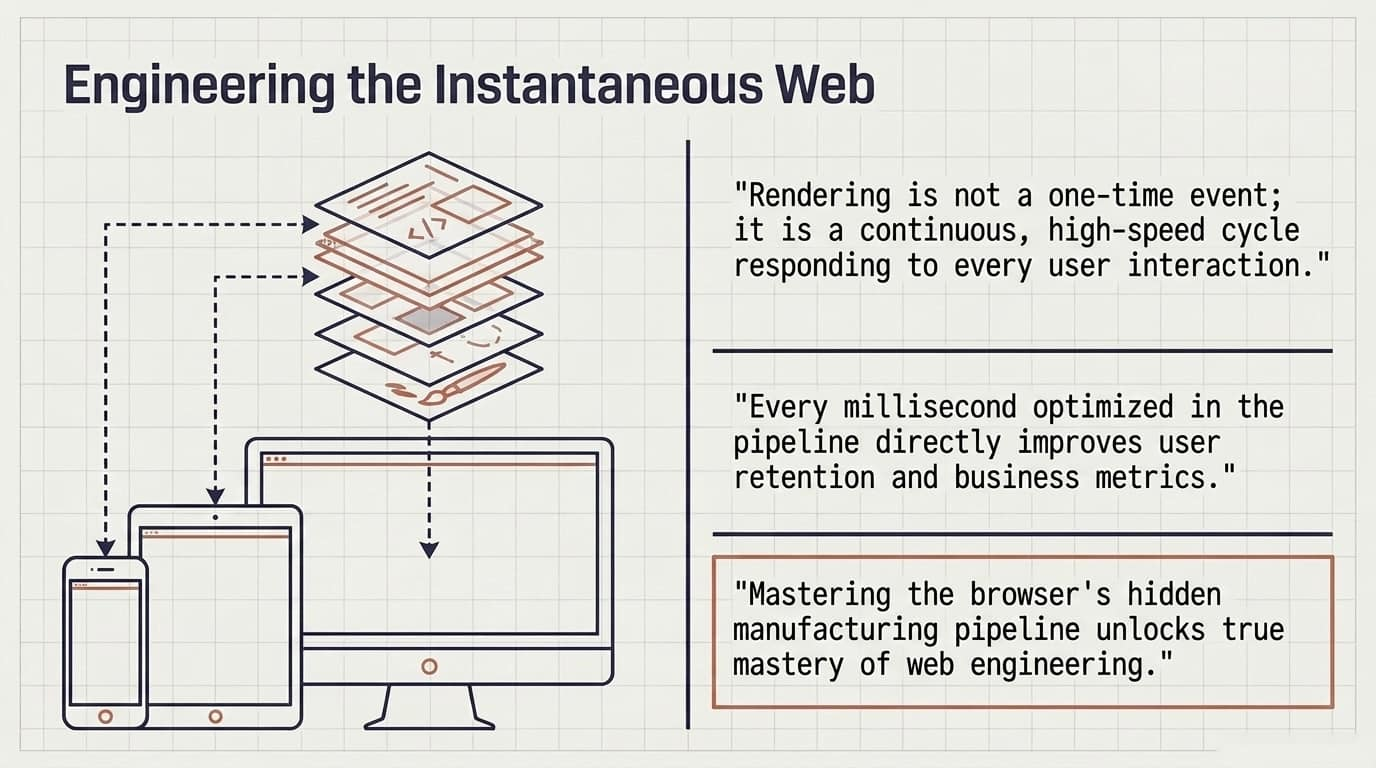 Engineering the Instantaneous Web
</>
"Rendering is not a one-time event;
it is a continuous, high-speed cycle
responding to every user interaction."
"Every millisecond optimized in the
pipeline directly improves user
retention and business metrics."
"Mastering the browser's hidden
manufacturing pipeline unlocks true
mastery of web engineering."